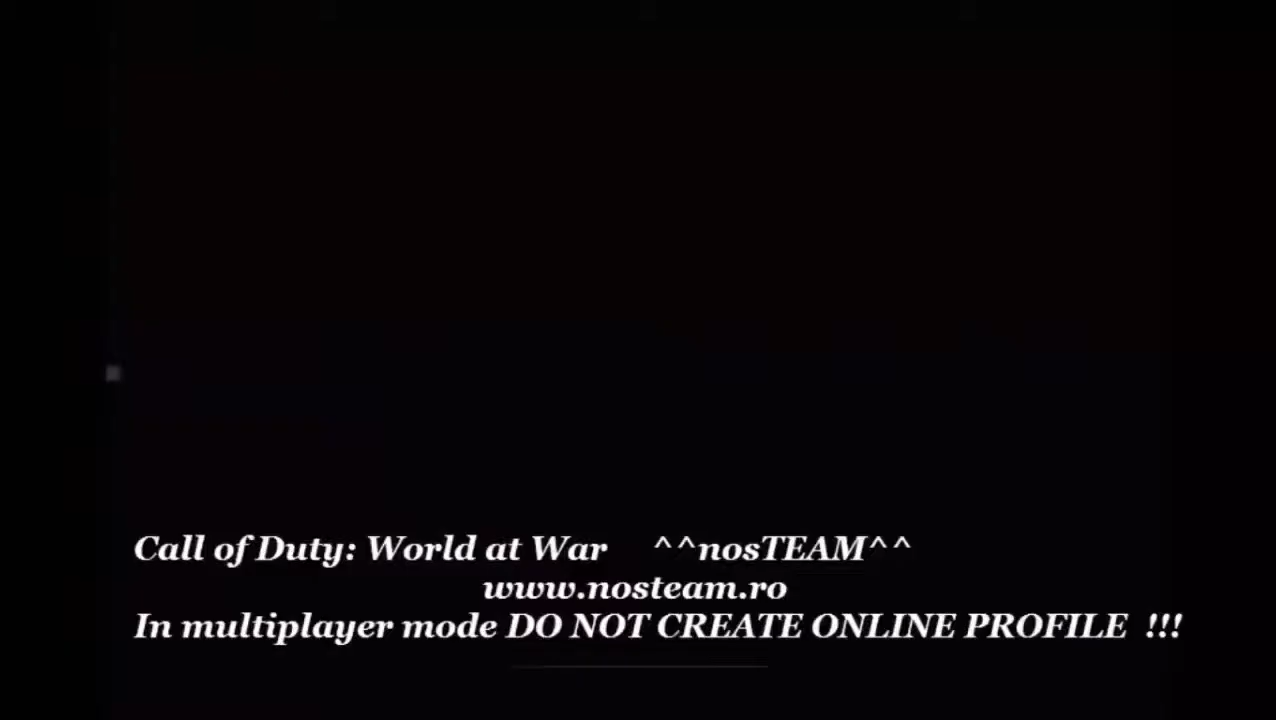 Call of Duty: World at War ^^nosTEAM^^
www.nosteam.ro
In multiplayer mode DO NOT CREATE ONLINE PROFILE !!!